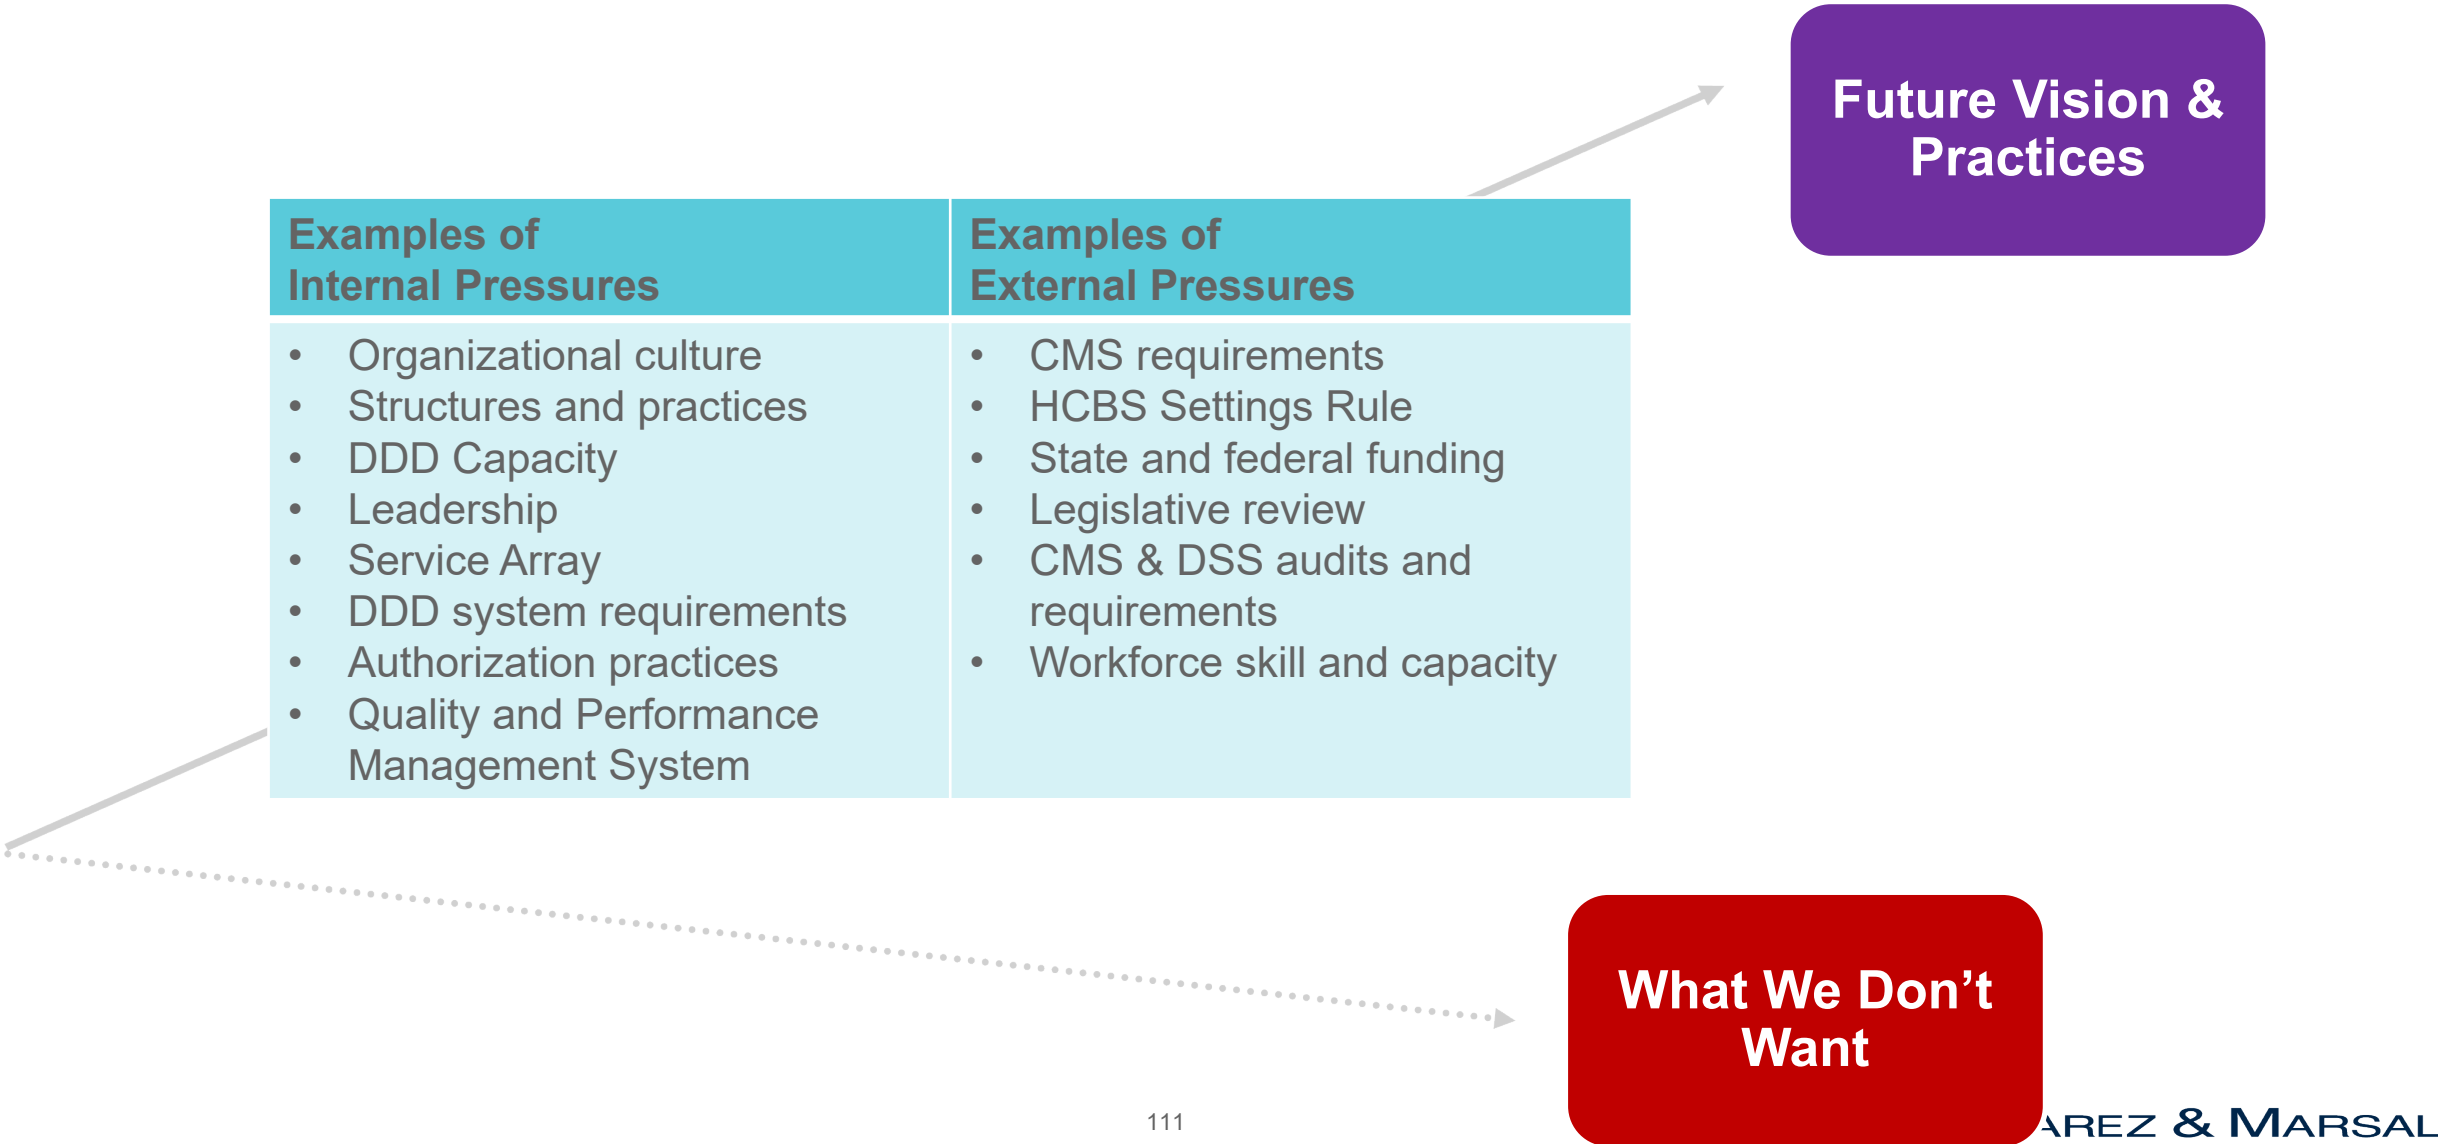 Future Vision &
Practices
Examples of
Internal Pressures
Examples of
External Pressures
• Organizational culture
• Structures and practices
• DDD Capacity
• Leadership
• Service Array
• DDD system requirements
• Authorization practices
• Quality and Performance
Management System
• CMS requirements
• HCBS Settings Rule
• State and federal funding
• Legislative review
• CMS & DSS audits and
requirements
• Workforce skill and capacity
What We Don’t
Want
111
AREZ & MARSAL